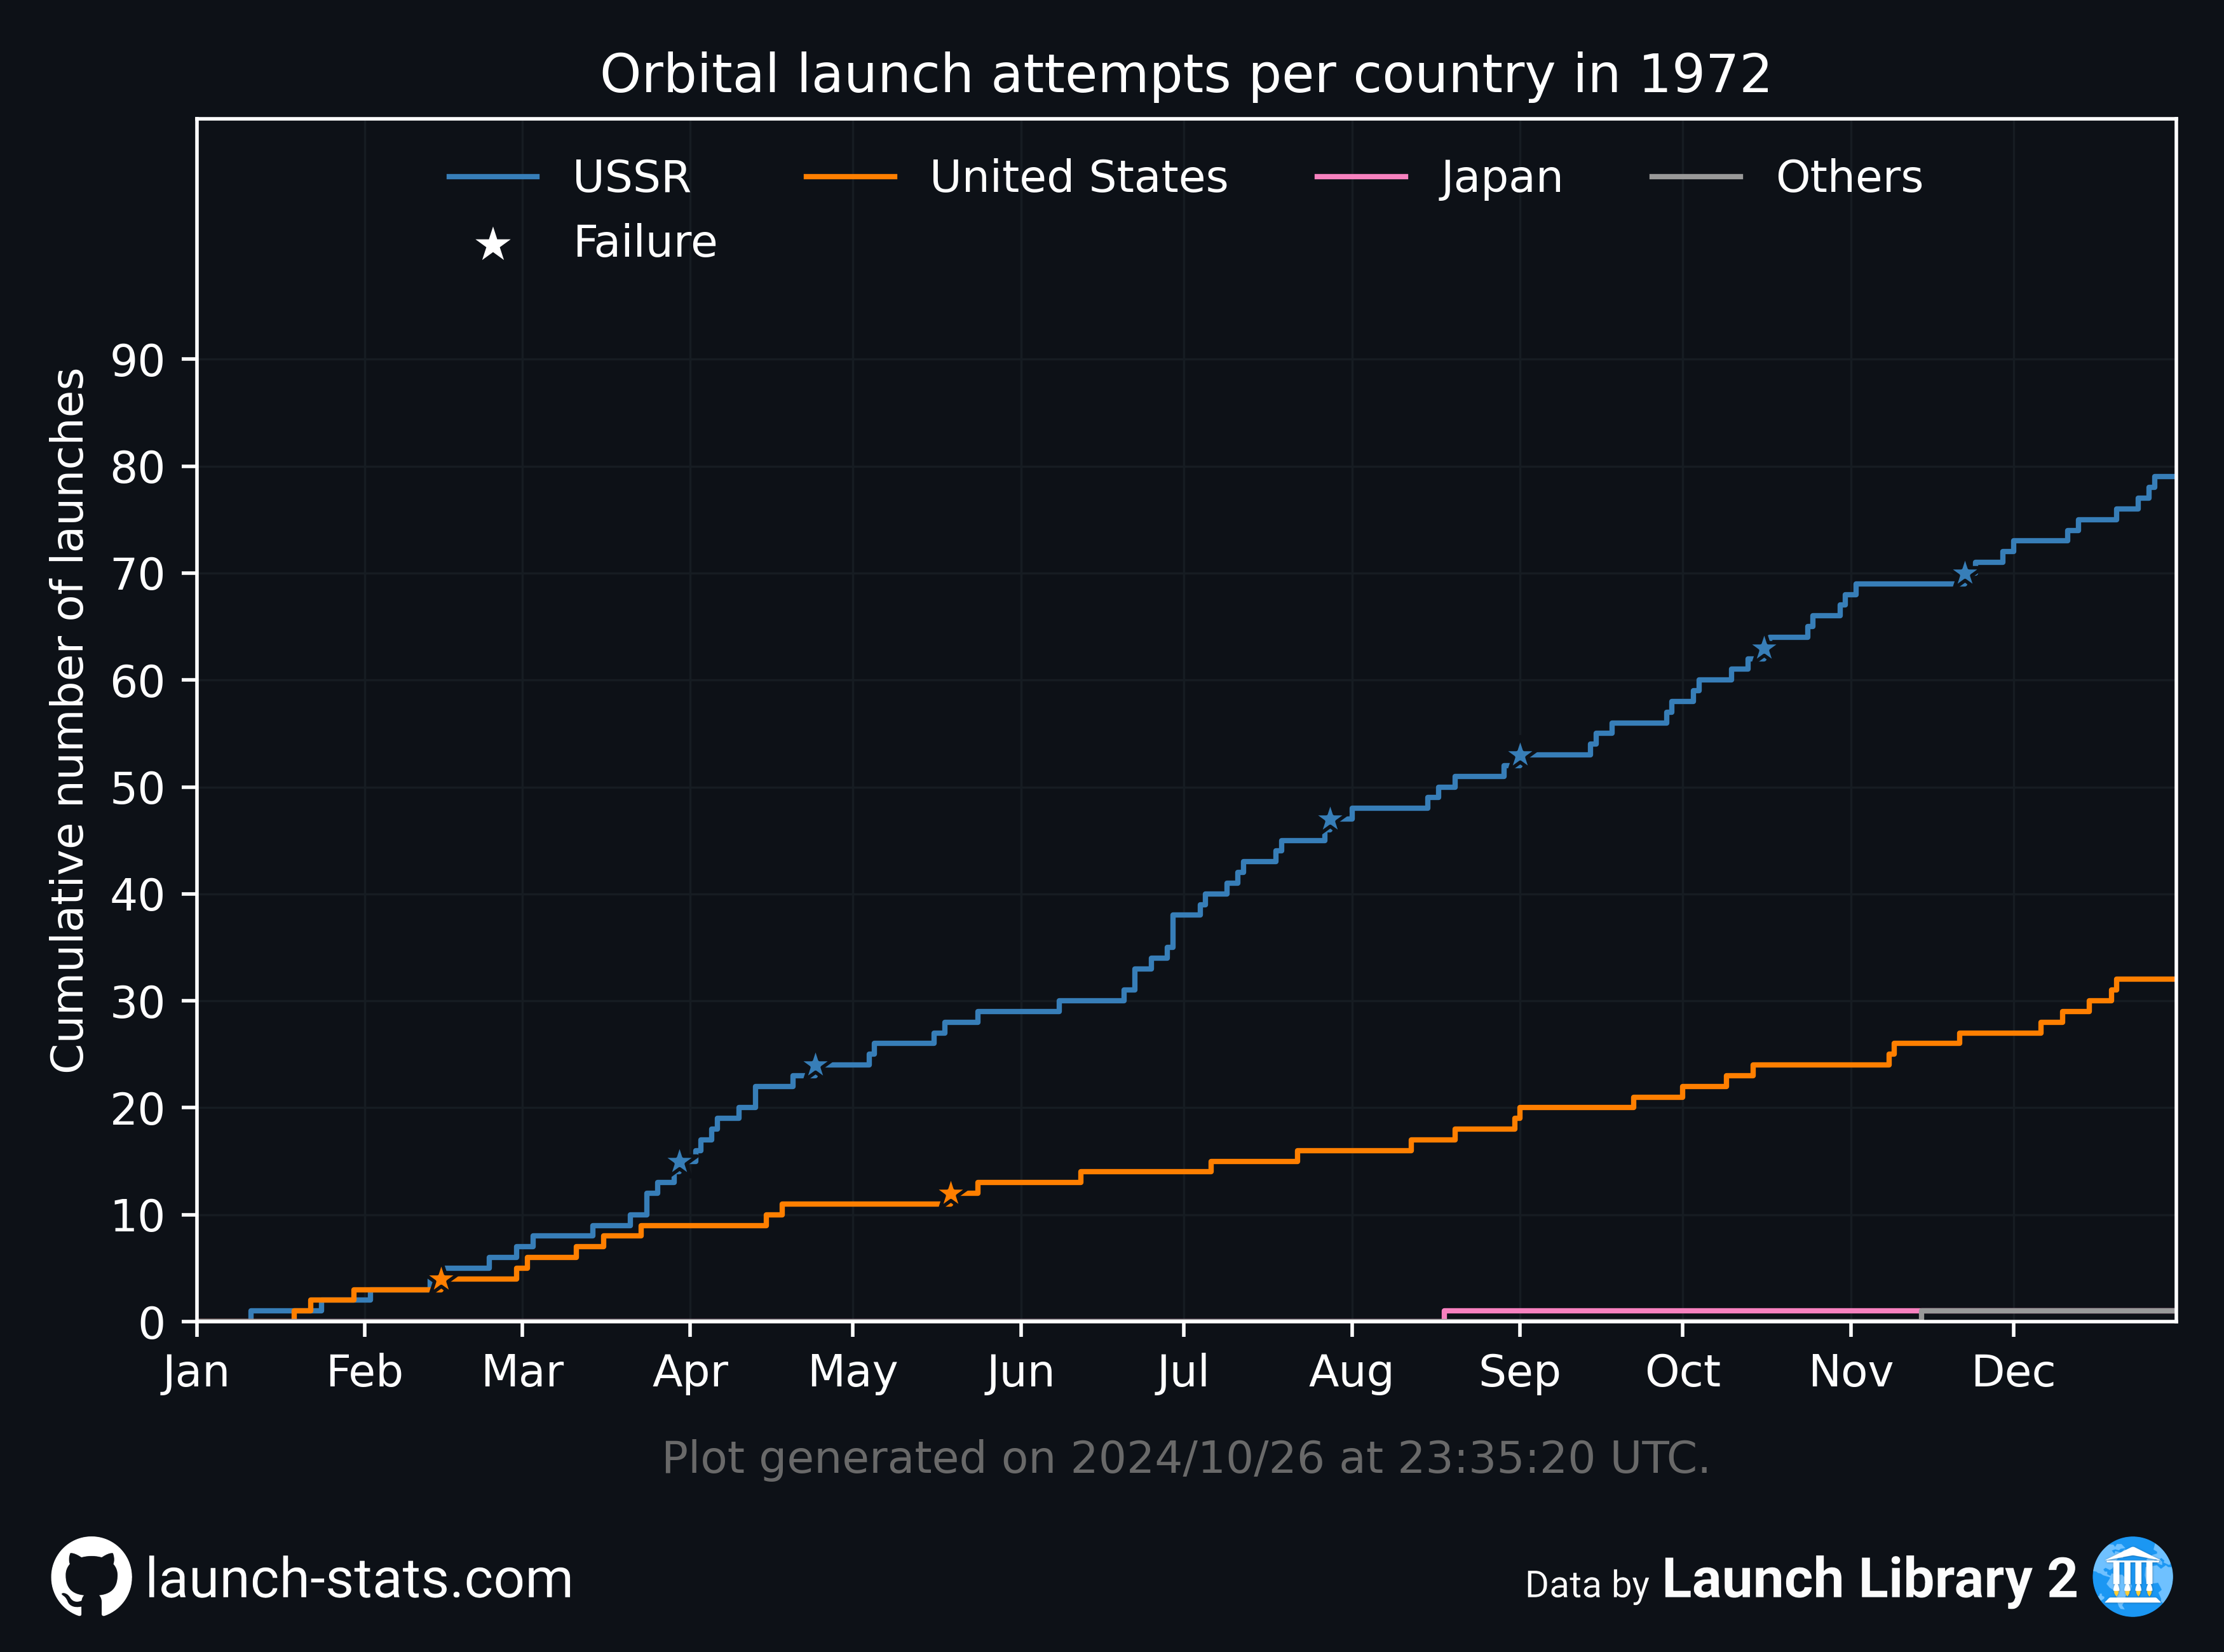 Orbital launch attempts per country in 1972
USSR United States Japan Others
Failure
Cumulative number of launches
90
80
70
60
50
40
30
20
10
0
Jan Feb Mar Apr May Jun Jul Aug Sep Oct Nov Dec
Plot generated on 2024/10/26 at 23:35:20 UTC.
launch-stats.com
Data by Launch Library 2